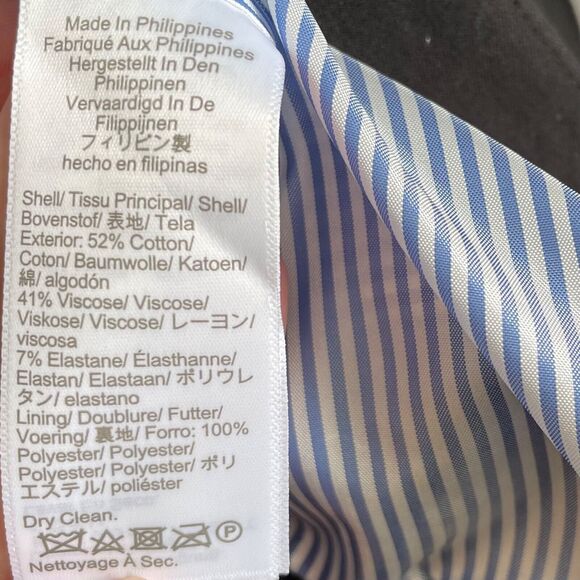 Made In Philippines
Fabriqué Aux Philippines
Hergestellt In Den
Philippinen
Vervaardigd In De
Filippijnen
フィリピン製
hecho en filipinas
Shell/ Tissu Principal/ Shell/
Bovenstof/ 表地/ Tela
Exterior: 52% Cotton/
Coton/ Baumwolle/ Katoen/
綿/ algodón
41% Viscose/ Viscose/
Viskose/ Viscose/ レーヨン/
viscosa
7% Elastane/ Élasthanne/
Elastan/ Elastaan/ ポリウレ
タン/ elastano
Lining/ Doublure/ Futter/
Voering/ 裏地/ Forro: 100%
Polyester/ Polyester/
Polyester/ Polyester/ ポリ
エステル/ poliéster
Dry Clean.
P
Nettoyage À Sec.